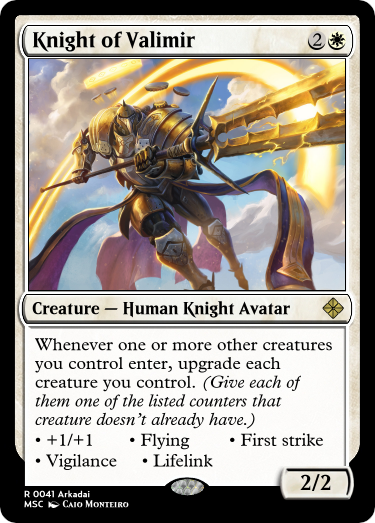 Knight of Valimir 2
Creature — Human Knight Avatar
Whenever one or more other creatures
you control enter, upgrade each
creature you control. (Give each of
them one of the listed counters that
creature doesn't already have.)
• +1/+1 • Flying • First strike
• Vigilance • Lifelink
2/2
R 0041 Arkadai
MSC Caio Monteiro